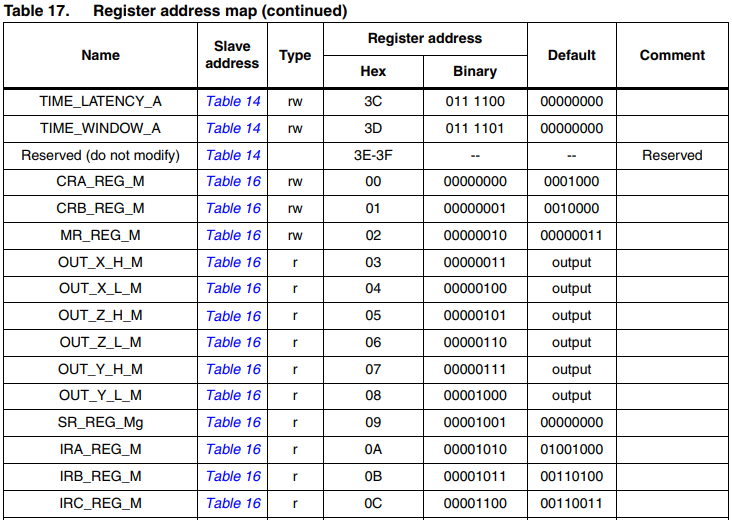 Table 17. Register address map (continued)
Name Slave address Type Register address Default Comment
Hex Binary
TIME_LATENCY_A Table 14 rw 3C 011 1100 00000000
TIME_WINDOW_A Table 14 rw 3D 011 1101 00000000
Reserved (do not modify) Table 14 3E-3F -- -- Reserved
CRA_REG_M Table 16 rw 00 00000000 0001000
CRB_REG_M Table 16 rw 01 00000001 0010000
MR_REG_M Table 16 rw 02 00000010 00000011
OUT_X_H_M Table 16 r 03 00000011 output
OUT_X_L_M Table 16 r 04 00000100 output
OUT_Z_H_M Table 16 r 05 00000101 output
OUT_Z_L_M Table 16 r 06 00000110 output
OUT_Y_H_M Table 16 r 07 00000111 output
OUT_Y_L_M Table 16 r 08 00001000 output
SR_REG_Mg Table 16 r 09 00001001 00000000
IRA_REG_M Table 16 r 0A 00001010 01001000
IRB_REG_M Table 16 r 0B 00001011 00110100
IRC_REG_M Table 16 r 0C 00001100 00110011